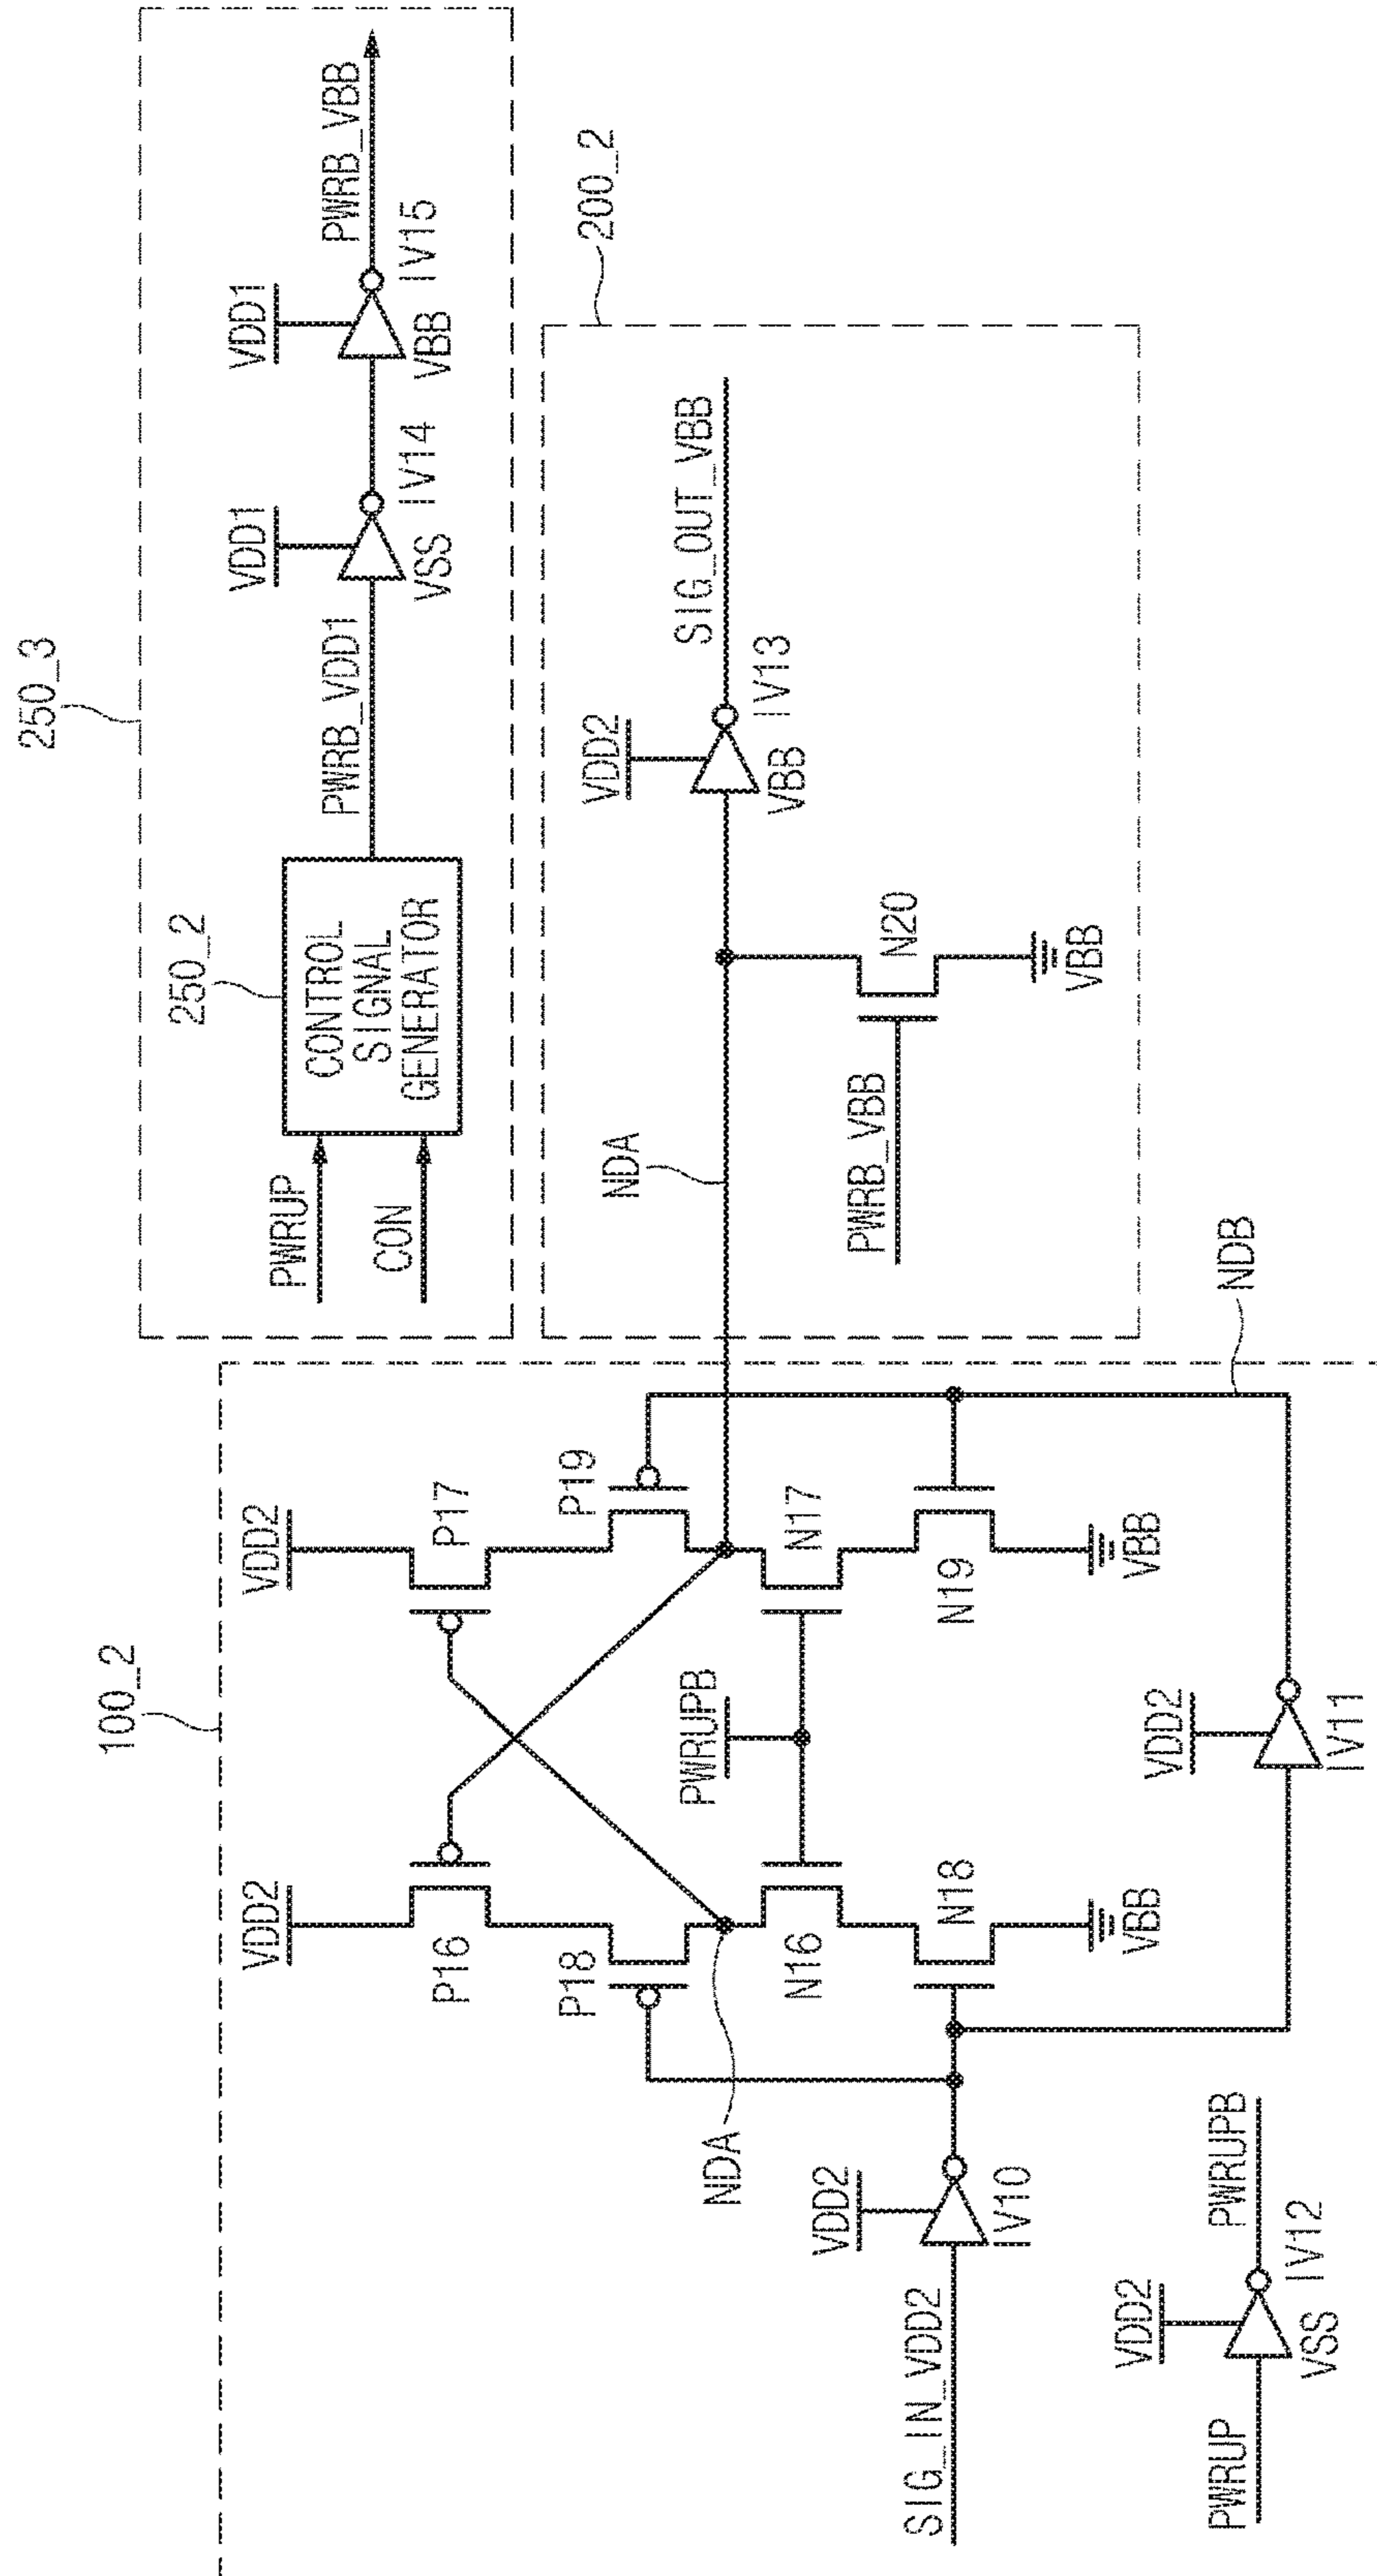 250_3
250_2
PWRUP
CON
CONTROL
SIGNAL
GENERATOR
PWRB_VDD1
VDD1
VSS
IV14
VDD1
VBB
IV15
PWRB_VBB
200_2
NDA
VDD2
VBB
IV13
SIG_OUT_VBB
PWRB_VBB
N20
VBB
100_2
VDD2
VDD2
P16
P17
P18
P19
NDA
PWRUPB
N16
N17
N18
N19
VBB
VBB
SIG_IN_VDD2
VDD2
IV10
VDD2
IV11
NDB
PWRUP
VDD2
VSS
IV12
PWRUPB